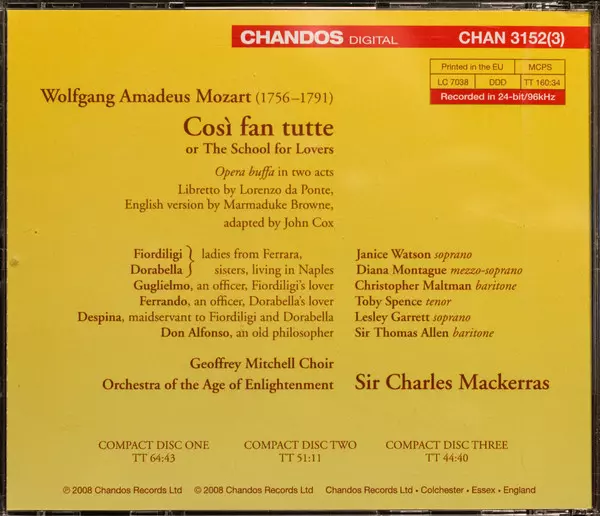 CHANDOS DIGITAL CHAN 3152(3)
Printed in the EU MCPS
LC 7038 DDD TT 160:34
Recorded in 24-bit/96kHz
Wolfgang Amadeus Mozart (1756–1791)
Così fan tutte
or The School for Lovers
Opera buffa in two acts
Libretto by Lorenzo da Ponte,
English version by Marmaduke Browne,
adapted by John Cox
Fiordiligi } ladies from Ferrara, Janice Watson soprano
Dorabella } sisters, living in Naples Diana Montague mezzo-soprano
Guglielmo, an officer, Fiordiligi's lover Christopher Maltman baritone
Ferrando, an officer, Dorabella's lover Toby Spence tenor
Despina, maidservant to Fiordiligi and Dorabella Lesley Garrett soprano
Don Alfonso, an old philosopher Sir Thomas Allen baritone
Geoffrey Mitchell Choir
Orchestra of the Age of Enlightenment Sir Charles Mackerras
COMPACT DISC ONE COMPACT DISC TWO COMPACT DISC THREE
TT 64:43 TT 51:11 TT 44:40
℗ 2008 Chandos Records Ltd © 2008 Chandos Records Ltd Chandos Records Ltd • Colchester • Essex • England